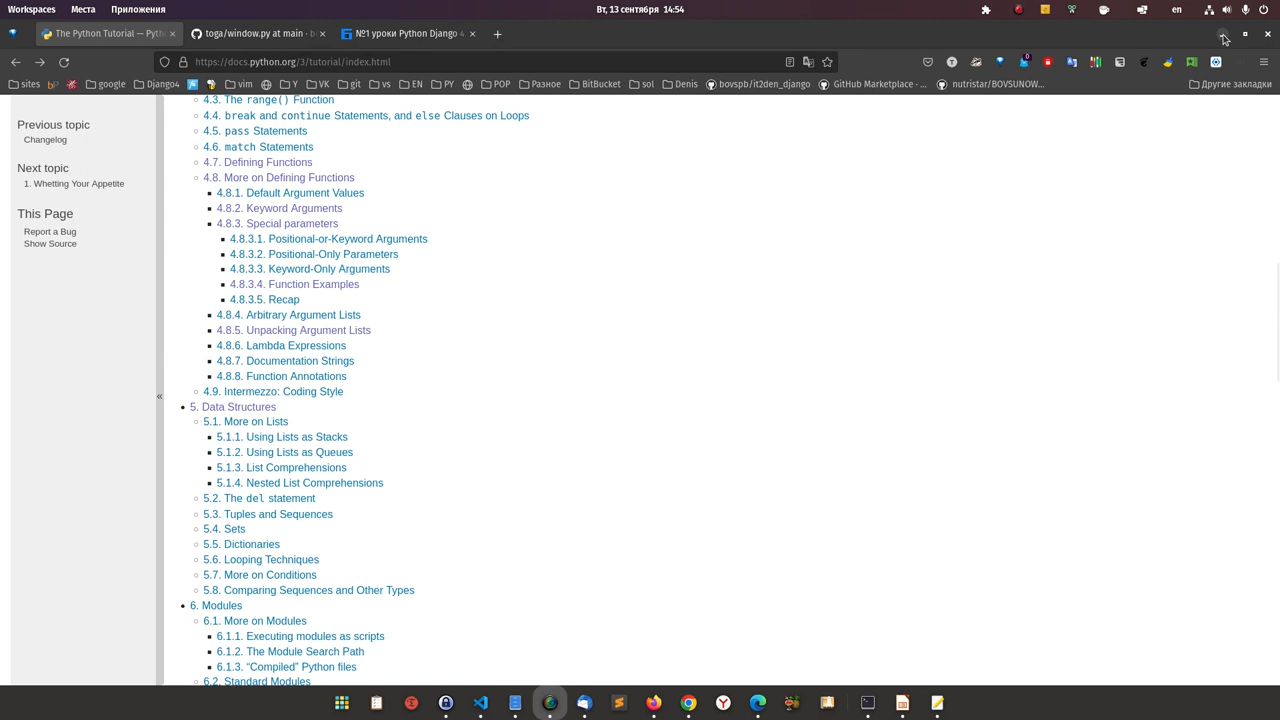 Workspaces Места Приложения Вт, 13 сентября 14:54 en
The Python Tutorial — Pyth toga/window.py at main · b №1 уроки Python Django 4
https://docs.python.org/3/tutorial/index.html
sites google Django4 vim Y VK git vs EN PY POP Разное BitBucket sol Denis bovspb/it2den_django GitHub Marketplace · … nutristar/BOVSUNOW… Другие закладки
Previous topic
Changelog
Next topic
1. Whetting Your Appetite
This Page
Report a Bug
Show Source
«
4.3. The range() Function
4.4. break and continue Statements, and else Clauses on Loops
4.5. pass Statements
4.6. match Statements
4.7. Defining Functions
4.8. More on Defining Functions
4.8.1. Default Argument Values
4.8.2. Keyword Arguments
4.8.3. Special parameters
4.8.3.1. Positional-or-Keyword Arguments
4.8.3.2. Positional-Only Parameters
4.8.3.3. Keyword-Only Arguments
4.8.3.4. Function Examples
4.8.3.5. Recap
4.8.4. Arbitrary Argument Lists
4.8.5. Unpacking Argument Lists
4.8.6. Lambda Expressions
4.8.7. Documentation Strings
4.8.8. Function Annotations
4.9. Intermezzo: Coding Style
5. Data Structures
5.1. More on Lists
5.1.1. Using Lists as Stacks
5.1.2. Using Lists as Queues
5.1.3. List Comprehensions
5.1.4. Nested List Comprehensions
5.2. The del statement
5.3. Tuples and Sequences
5.4. Sets
5.5. Dictionaries
5.6. Looping Techniques
5.7. More on Conditions
5.8. Comparing Sequences and Other Types
6. Modules
6.1. More on Modules
6.1.1. Executing modules as scripts
6.1.2. The Module Search Path
6.1.3. “Compiled” Python files
6.2. Standard Modules